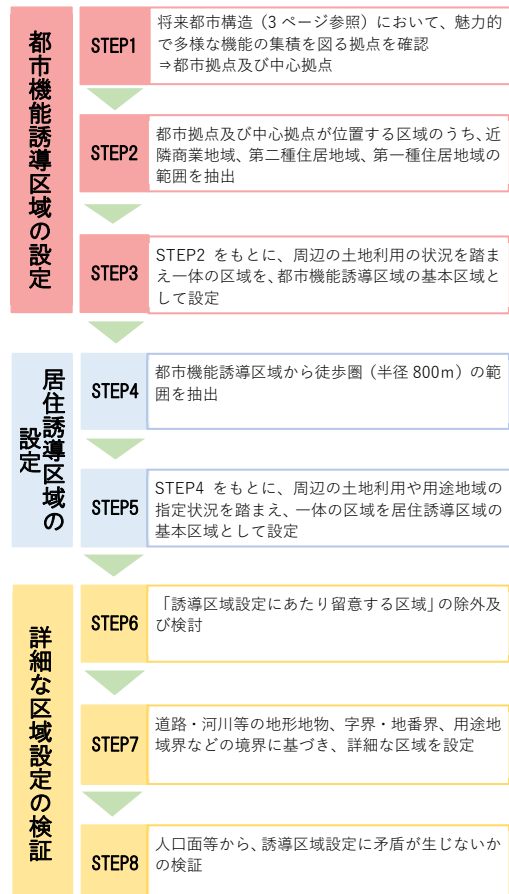 都市機能誘導区域の設定
STEP1
将来都市構造（3 ページ参照）において、魅力的
で多様な機能の集積を図る拠点を確認
⇒都市拠点及び中心拠点
STEP2
都市拠点及び中心拠点が位置する区域のうち、近
隣商業地域、第二種住居地域、第一種住居地域の
範囲を抽出
STEP3
STEP2 をもとに、周辺の土地利用の状況を踏ま
え一体の区域を、都市機能誘導区域の基本区域と
して設定
居住誘導区域の
設定
STEP4
都市機能誘導区域から徒歩圏（半径 800m）の範
囲を抽出
STEP5
STEP4 をもとに、周辺の土地利用や用途地域の
指定状況を踏まえ、一体の区域を居住誘導区域の
基本区域として設定
詳細な区域設定の検証
STEP6
「誘導区域設定にあたり留意する区域」の除外及
び検討
STEP7
道路・河川等の地形地物、字界・地番界、用途地
域界などの境界に基づき、詳細な区域を設定
STEP8
人口面等から、誘導区域設定に矛盾が生じないか
の検証